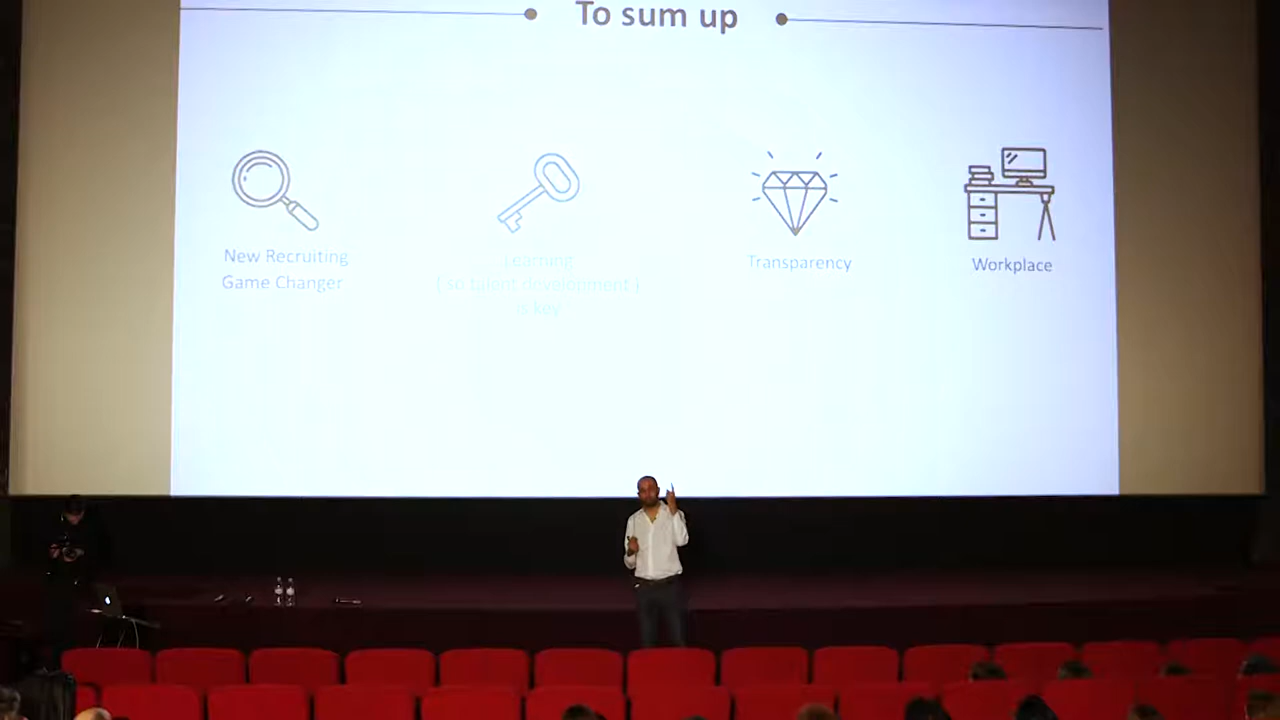 To sum up
New Recruiting
Game Changer
Learning
( so talent development )
is key
Transparency
Workplace